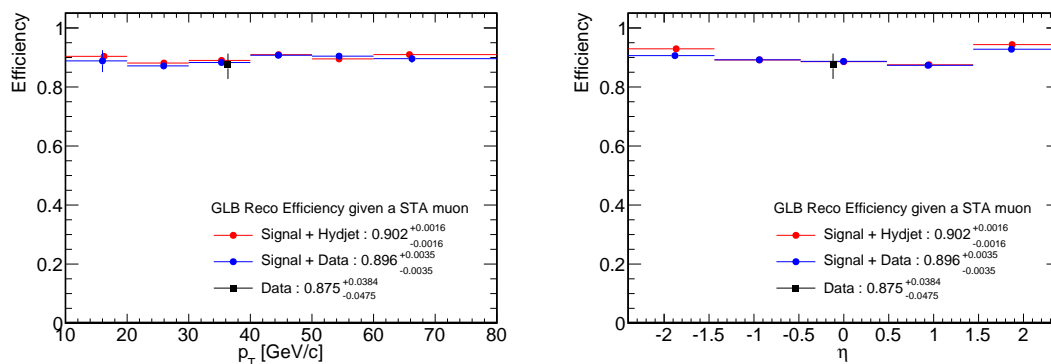 Efficiency
1
0.8
0.6
0.4
0.2
0
GLB Reco Efficiency given a STA muon
Signal + Hydjet : 0.902 +0.0016 -0.0016
Signal + Data : 0.896 +0.0035 -0.0035
Data : 0.875 +0.0384 -0.0475
10 20 30 40 50 60 70 80
p_T [GeV/c]
Efficiency
1
0.8
0.6
0.4
0.2
0
GLB Reco Efficiency given a STA muon
Signal + Hydjet : 0.902 +0.0016 -0.0016
Signal + Data : 0.896 +0.0035 -0.0035
Data : 0.875 +0.0384 -0.0475
-2 -1.5 -1 -0.5 0 0.5 1 1.5 2
η